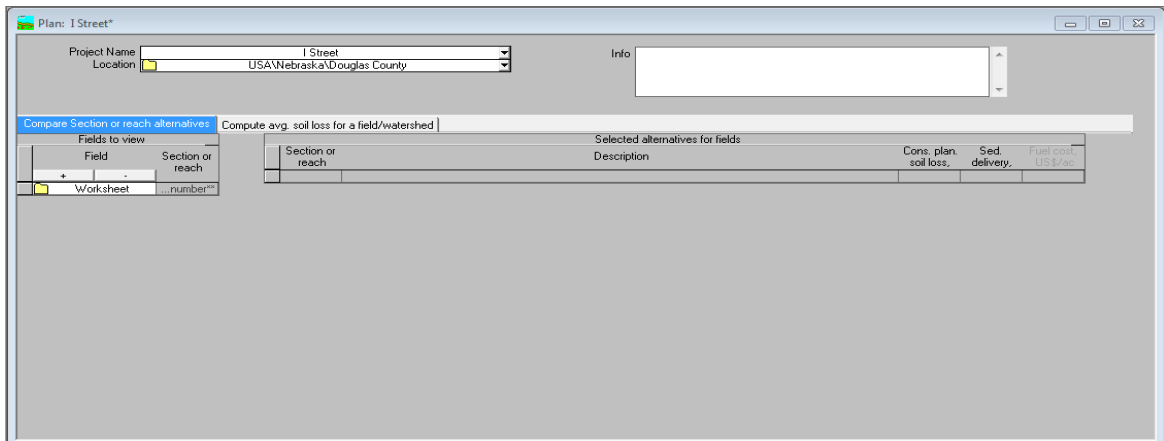 Plan: I Street*
Project Name I Street Info
Location USA\Nebraska\Douglas County
Compare Section or reach alternatives Compute avg. soil loss for a field/watershed
Fields to view Selected alternatives for fields
Field Section or reach Section or reach Description Cons. plan. soil loss, Sed. delivery, Fuel cost, US$/ac
+ -
Worksheet ...number**